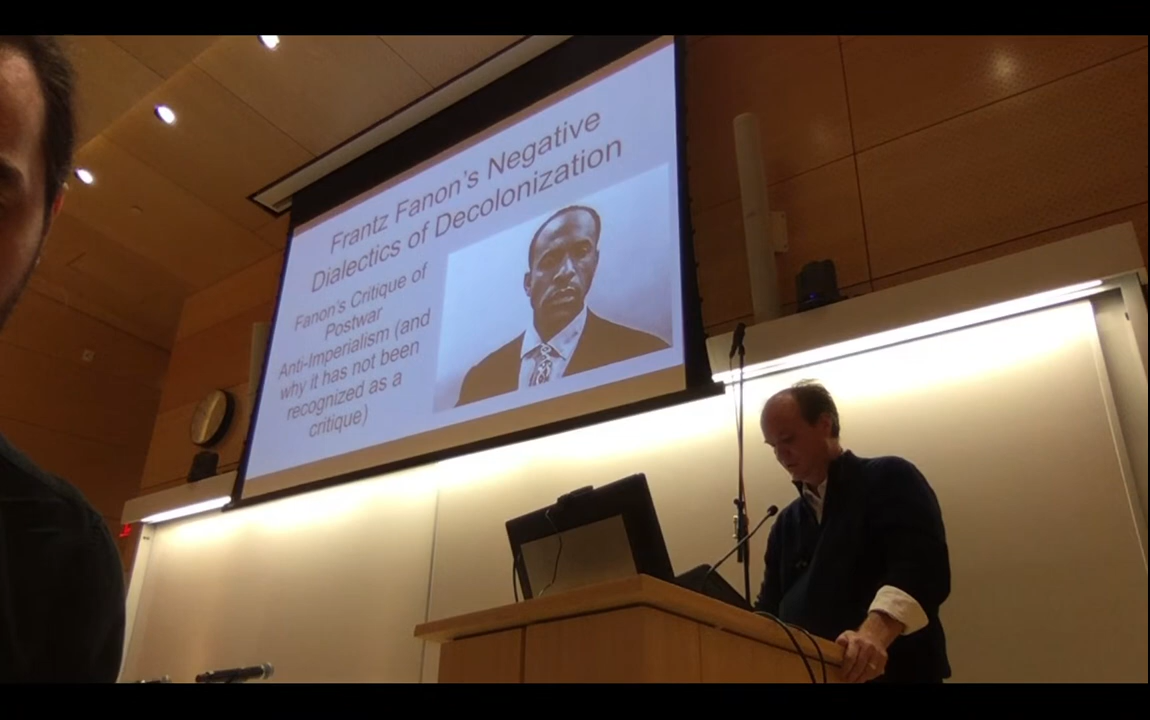 Frantz Fanon's Negative
Dialectics of Decolonization
Fanon's Critique of
Postwar
Anti-Imperialism (and
why it has not been
recognized as a
critique)